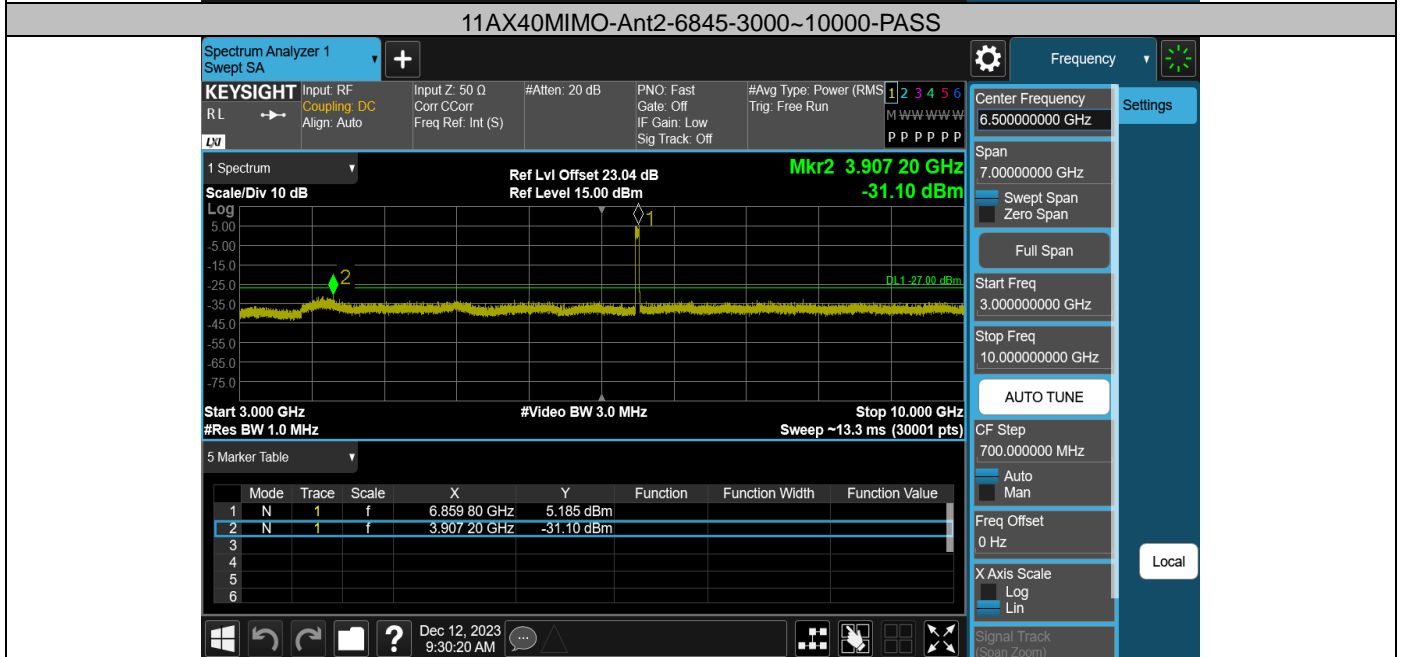 11AX40MIMO-Ant2-6845-3000~10000-PASS
Spectrum Analyzer 1
Swept SA
Frequency
KEYSIGHT
RL
LXI
Input: RF
Coupling: DC
Align: Auto
Input Z: 50 Ω
Corr CCorr
Freq Ref: Int (S)
#Atten: 20 dB
PNO: Fast
Gate: Off
IF Gain: Low
Sig Track: Off
#Avg Type: Power (RMS
Trig: Free Run
1 2 3 4 5 6
M W W W W W
P P P P P P
1 Spectrum
Scale/Div 10 dB
Ref Lvl Offset 23.04 dB
Ref Level 15.00 dBm
Mkr2 3.907 20 GHz
-31.10 dBm
Log
5.00
-5.00
-15.0
-25.0
-35.0
-45.0
-55.0
-65.0
-75.0
1
2
DL1 -27.00 dBm
Start 3.000 GHz
#Video BW 3.0 MHz
Stop 10.000 GHz
#Res BW 1.0 MHz
Sweep ~13.3 ms (30001 pts)
5 Marker Table
Mode Trace Scale X Y Function Function Width Function Value
1 N 1 f 6.859 80 GHz 5.185 dBm
2 N 1 f 3.907 20 GHz -31.10 dBm
3
4
5
6
Dec 12, 2023
9:30:20 AM
Center Frequency
6.500000000 GHz
Span
7.00000000 GHz
Swept Span
Zero Span
Full Span
Start Freq
3.000000000 GHz
Stop Freq
10.000000000 GHz
AUTO TUNE
CF Step
700.000000 MHz
Auto
Man
Freq Offset
0 Hz
X Axis Scale
Log
Lin
Signal Track
(Span Zoom)
Settings
Local